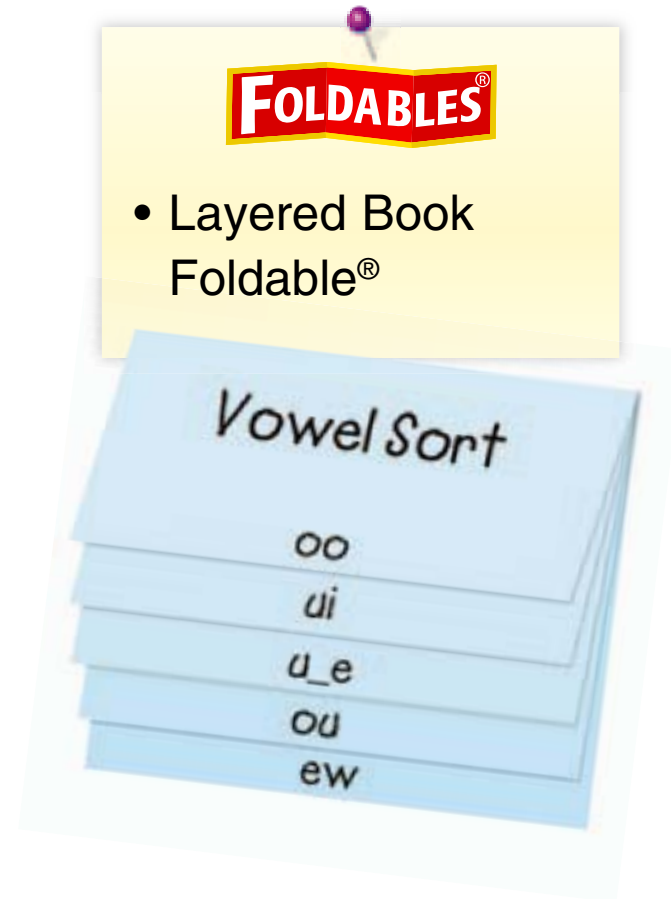 FOLDABLES®
• Layered Book
Foldable®
Vowel Sort
oo
ui
u_e
ou
ew